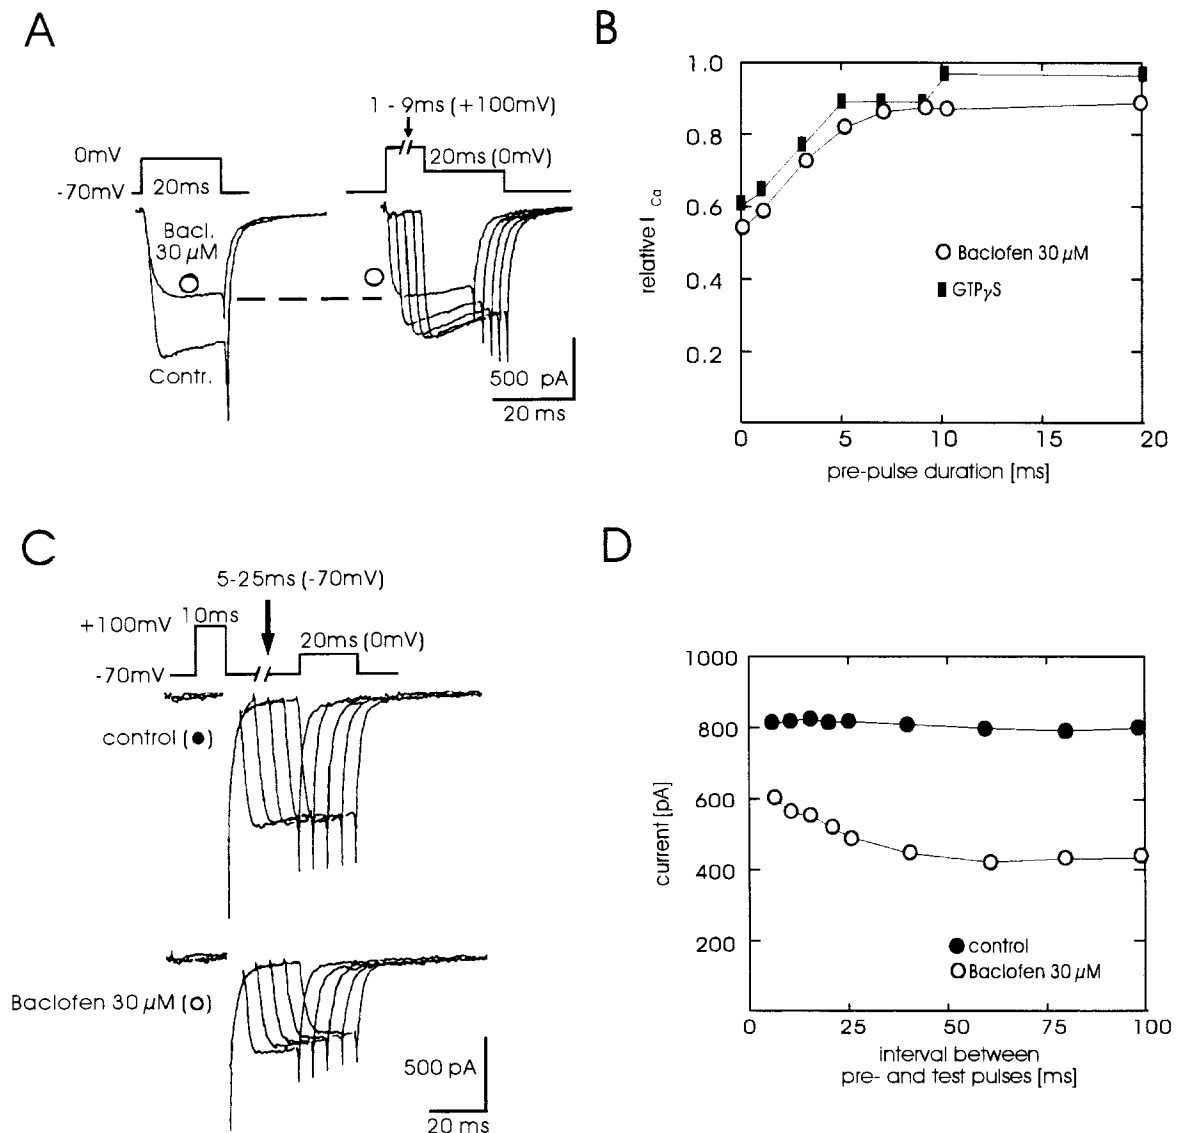 A
1 - 9ms (+100mV)
0mV
-70mV
20ms
20ms (0mV)
Bacl.
30 µM
Contr.
500 pA
20 ms
B
1.0
0.8
0.6
0.4
0.2
relative I Ca
Baclofen 30 µM
GTPγS
0 5 10 15 20
pre-pulse duration [ms]
C
5-25ms (-70mV)
+100mV
10ms
20ms (0mV)
-70mV
control (●)
Baclofen 30 µM (o)
500 pA
20 ms
D
1000
800
600
400
200
current [pA]
control
Baclofen 30 µM
0 25 50 75 100
interval between
pre- and test pulses [ms]